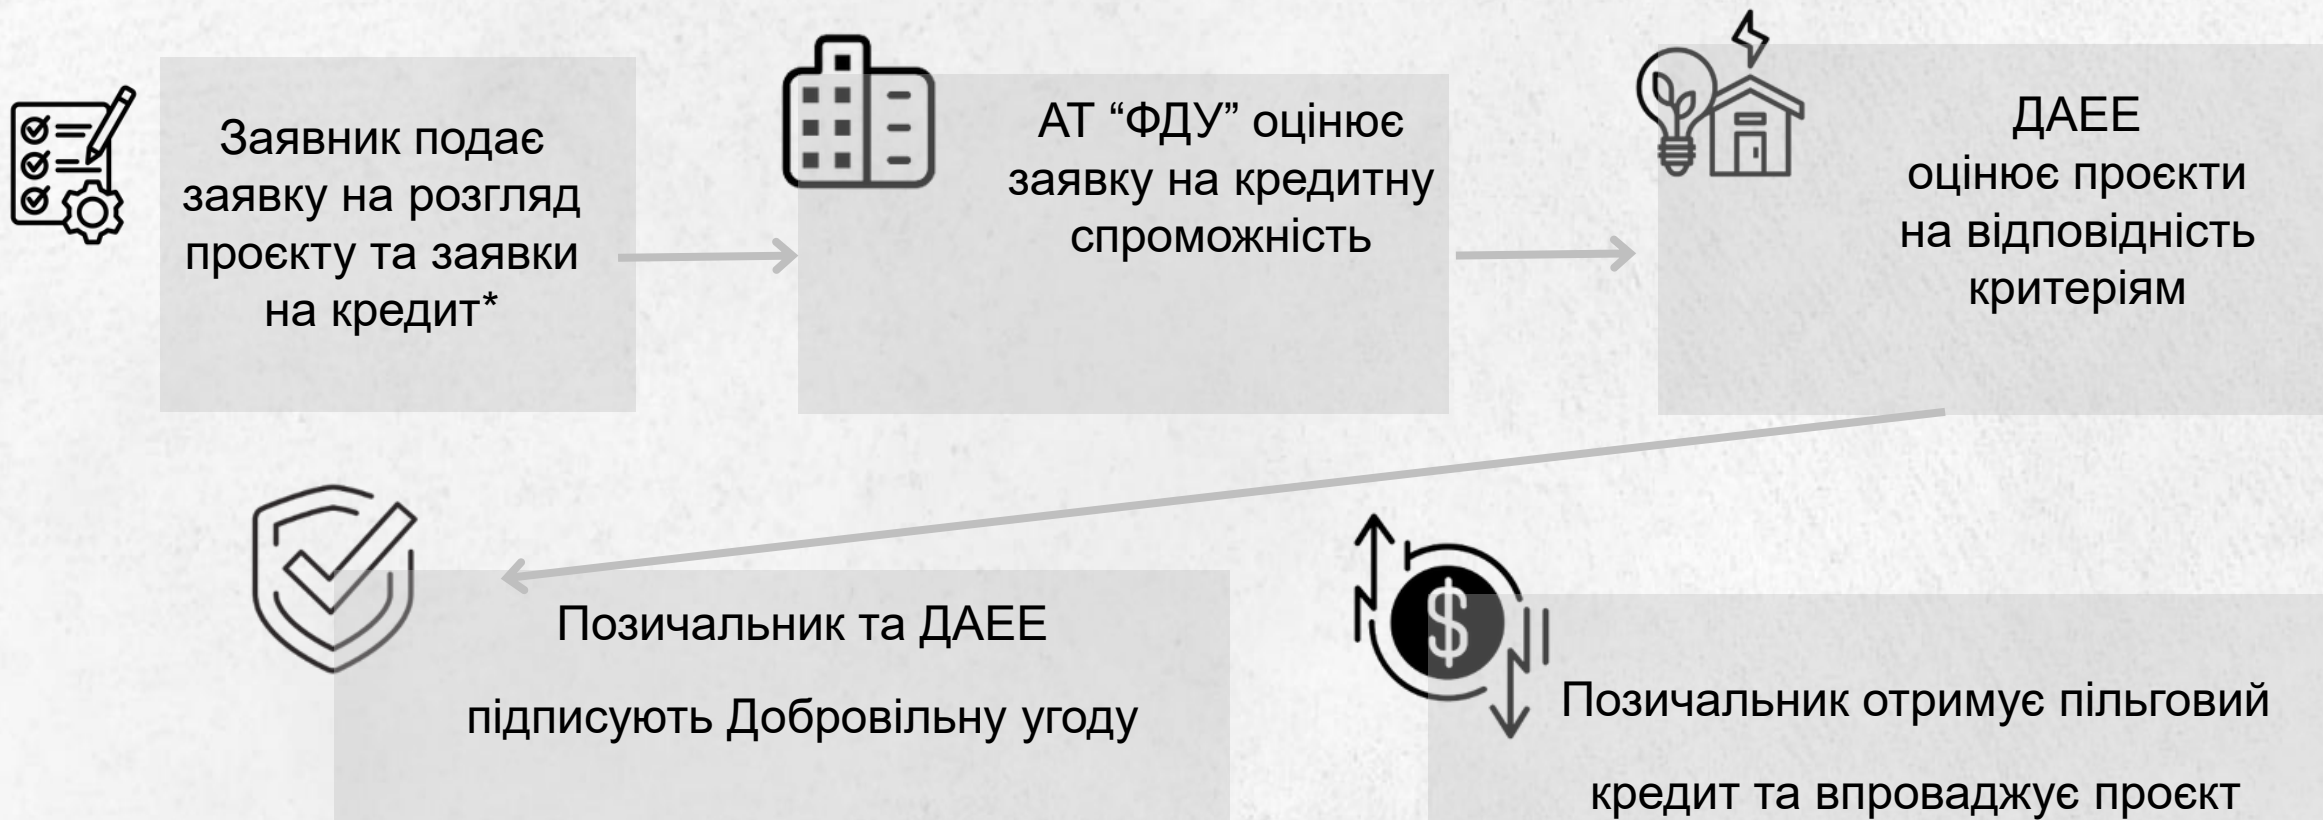 Заявник подає
заявку на розгляд
проєкту та заявки
на кредит*
АТ “ФДУ” оцінює
заявку на кредитну
спроможність
ДАЕЕ
оцінює проєкти
на відповідність
критеріям
Позичальник та ДАЕЕ
підписують Добровільну угоду
$
Позичальник отримує пільговий
кредит та впроваджує проєкт